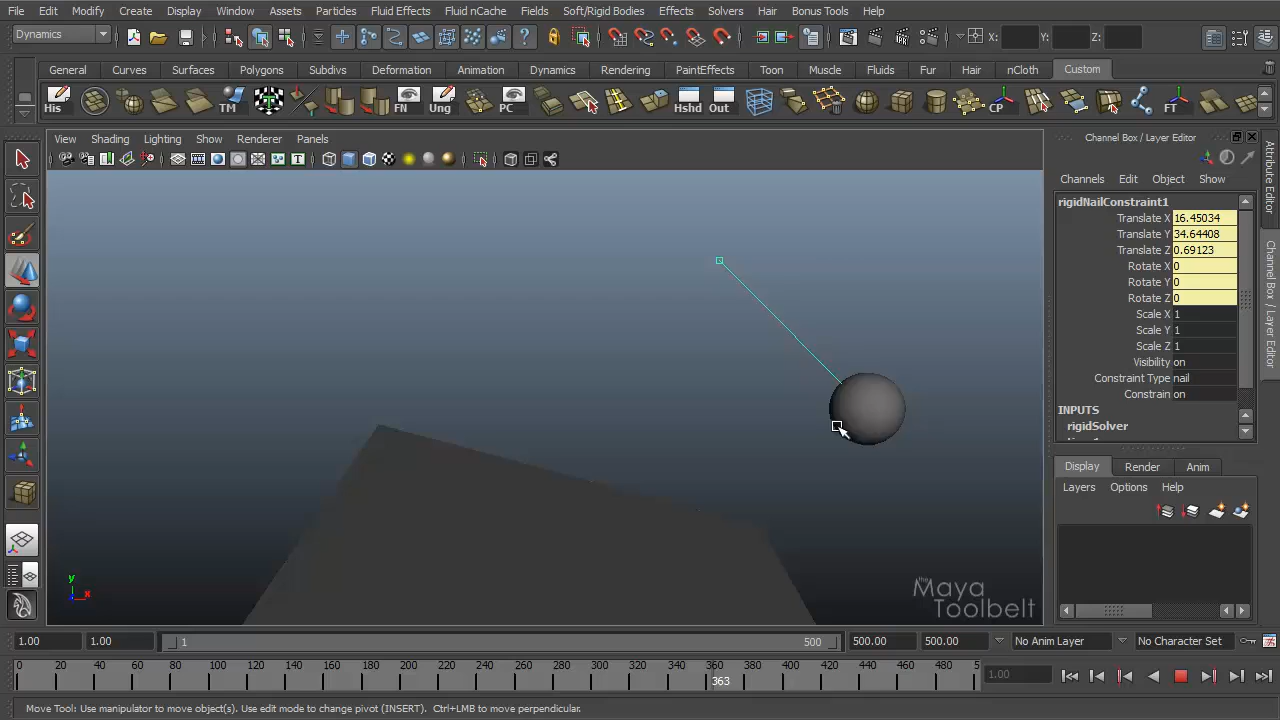 File Edit Modify Create Display Window Assets Particles Fluid Effects Fluid nCache Fields Soft/Rigid Bodies Effects Solvers Hair Bonus Tools Help
Dynamics X: Y: Z:
General Curves Surfaces Polygons Subdivs Deformation Animation Dynamics Rendering PaintEffects Toon Muscle Fluids Fur Hair nCloth Custom
His TM FN Ung PC Hshd Out CP FT
View Shading Lighting Show Renderer Panels
Channel Box / Layer Editor
Channels Edit Object Show
rigidNailConstraint1
Translate X 16.45034
Translate Y 34.64408
Translate Z 0.69123
Rotate X 0
Rotate Y 0
Rotate Z 0
Scale X 1
Scale Y 1
Scale Z 1
Visibility on
Constraint Type nail
Constrain on
INPUTS
rigidSolver
Display Render Anim
Layers Options Help
Attribute Editor
Channel Box / Layer Editor
y
x
the Maya
Toolbelt
1.00 1.00 1 500 500.00 500.00 No Anim Layer No Character Set
0 20 40 60 80 100 120 140 160 180 200 220 240 260 280 300 320 340 360 380 400 420 440 460 480 5
363 1.00
Move Tool: Use manipulator to move object(s). Use edit mode to change pivot (INSERT). Ctrl+LMB to move perpendicular.